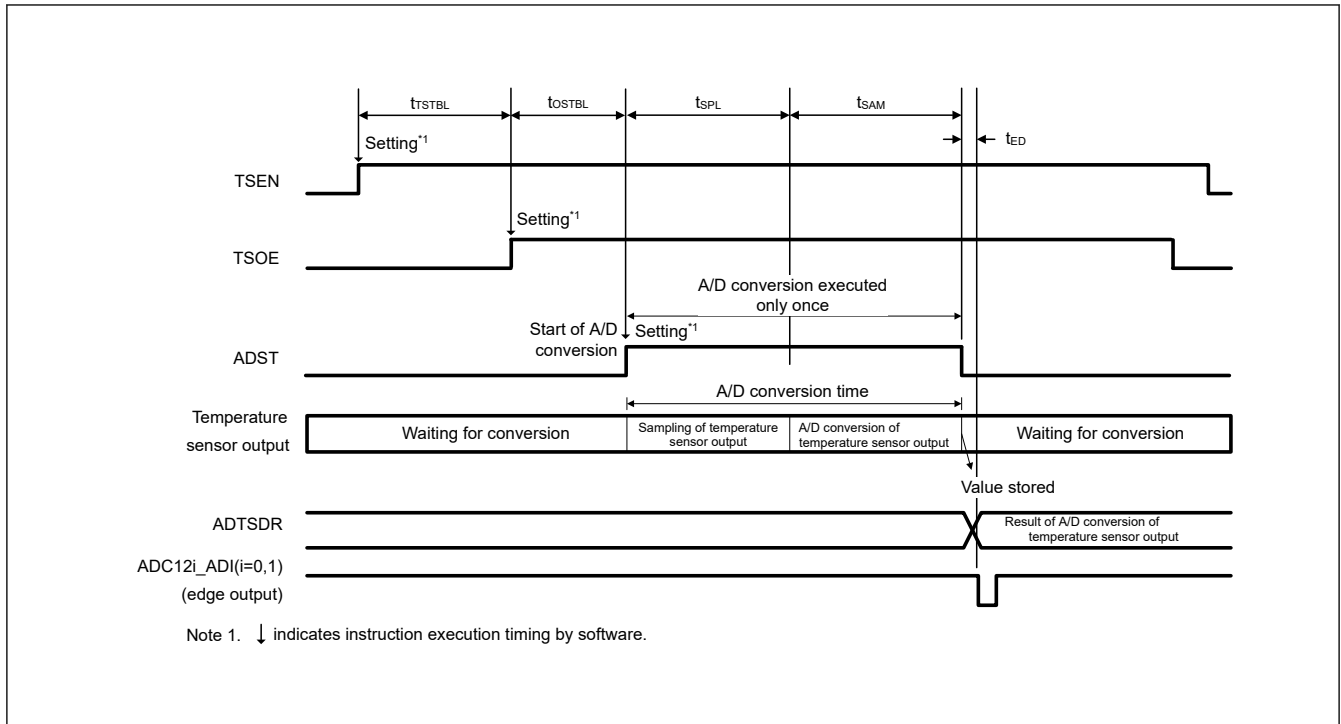 tTSTBL
tOSTBL
tSPL
tSAM
tED
Setting*1
TSEN
Setting*1
TSOE
A/D conversion executed
only once
Start of A/D
conversion
Setting*1
ADST
A/D conversion time
Temperature
sensor output
Waiting for conversion
Sampling of temperature
sensor output
A/D conversion of
temperature sensor output
Waiting for conversion
Value stored
ADTSDR
Result of A/D conversion of
temperature sensor output
ADC12i_ADI(i=0,1)
(edge output)
Note 1. ↓ indicates instruction execution timing by software.